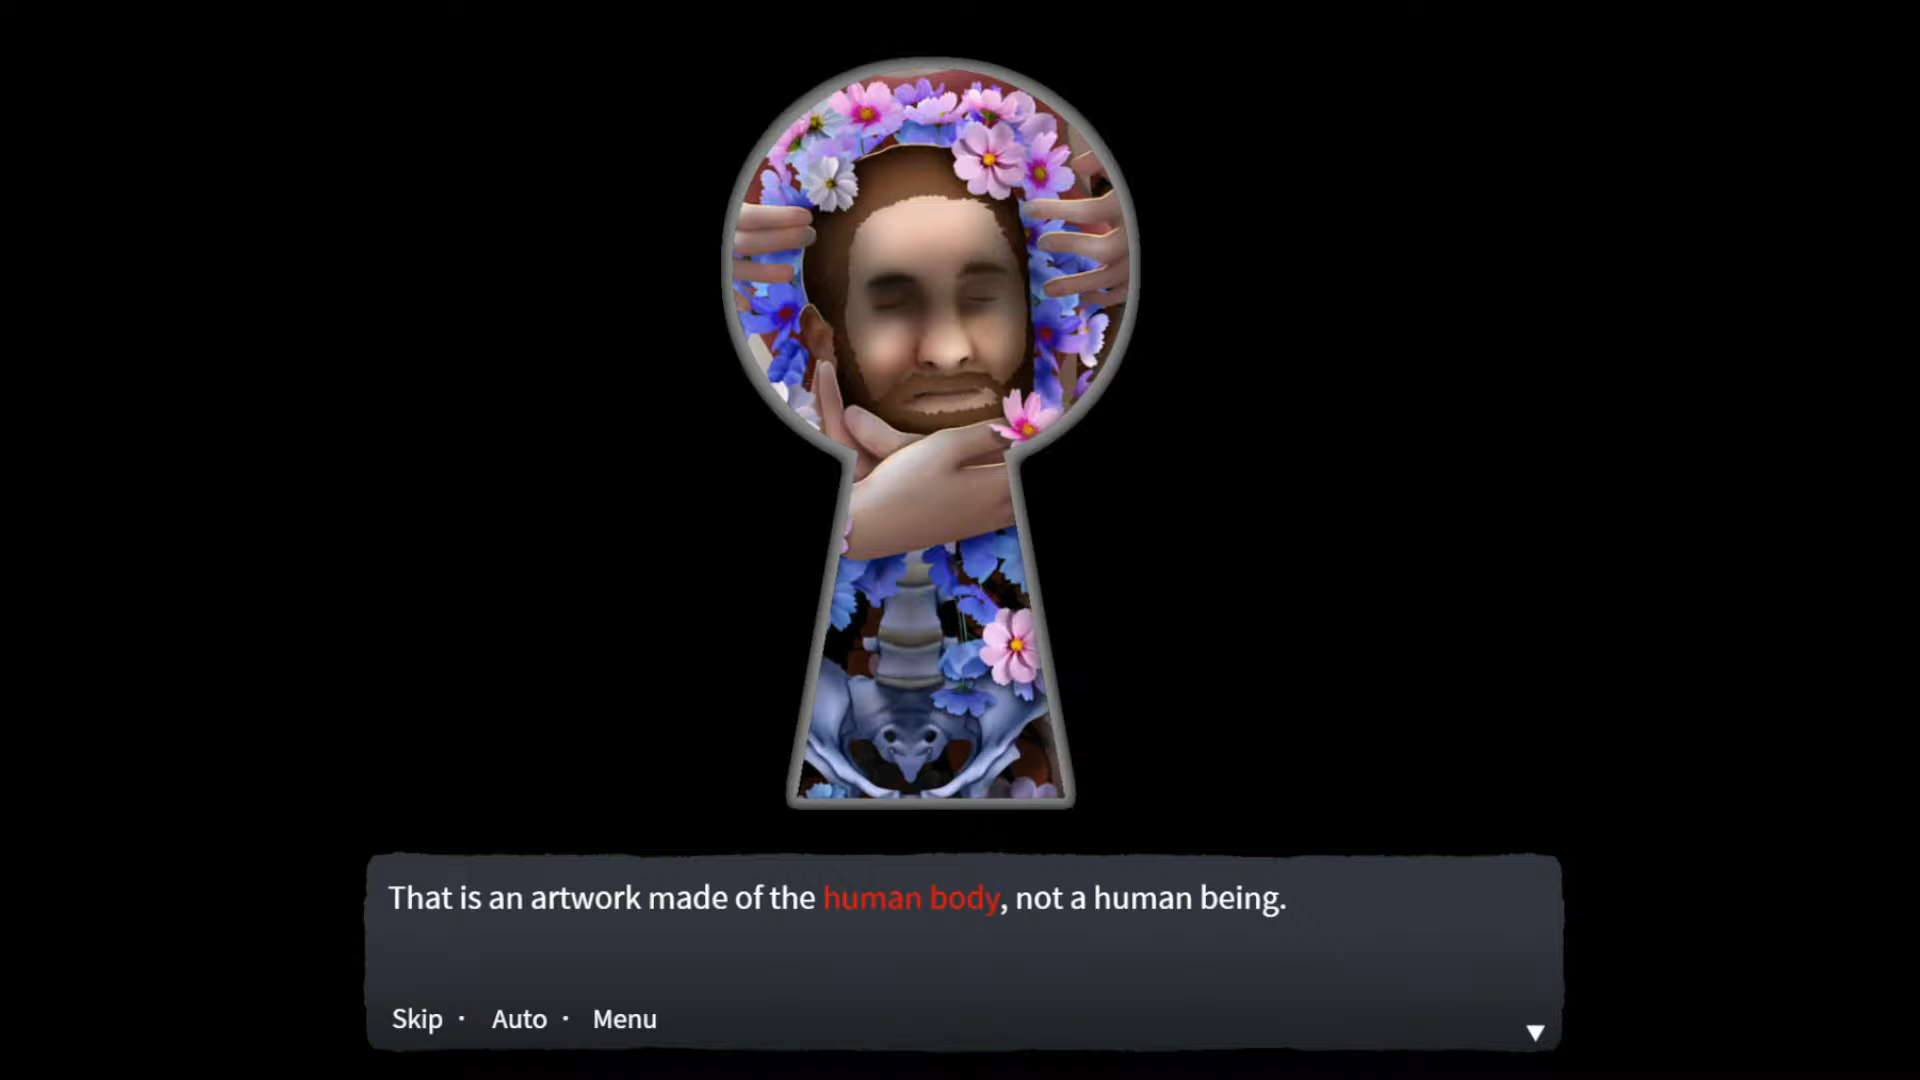 That is an artwork made of the human body, not a human being.
Skip · Auto · Menu